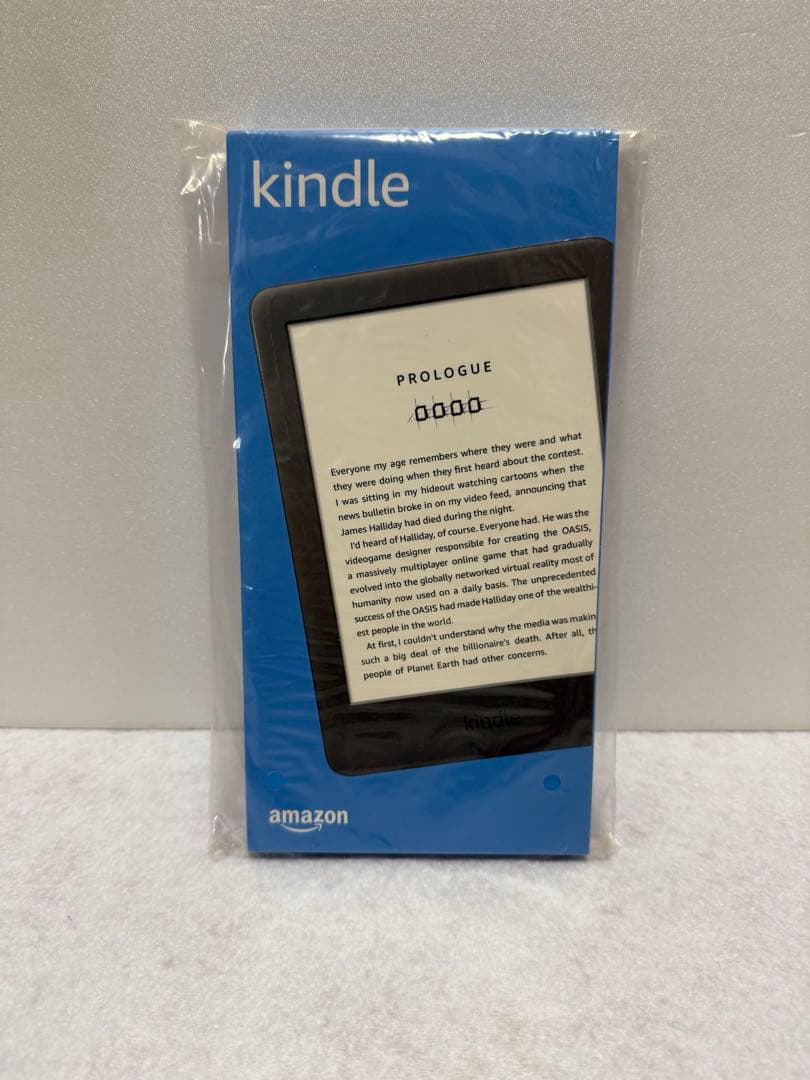 kindle
PROLOGUE
0000
Everyone my age remembers where they were and what
they were doing when they first heard about the contest.
I was sitting in my hideout watching cartoons when the
news bulletin broke in on my video feed, announcing that
James Halliday had died during the night.
I'd heard of Halliday, of course. Everyone had. He was the
videogame designer responsible for creating the OASIS,
a massively multiplayer online game that had gradually
evolved into the globally networked virtual reality most of
humanity now used on a daily basis. The unprecedented
success of the OASIS had made Halliday one of the wealthi-
est people in the world.
At first, I couldn't understand why the media was makin
such a big deal of the billionaire's death. After all, th
people of Planet Earth had other concerns.
kindle
amazon